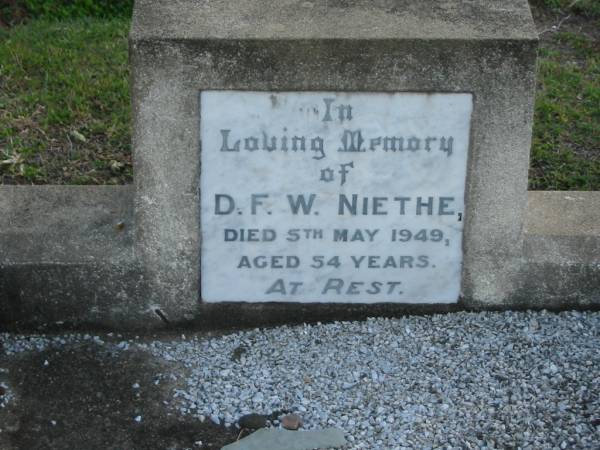 In
Loving Memory
of
D. F. W. NIETHE,
DIED 5TH MAY 1949,
AGED 54 YEARS.
AT REST.